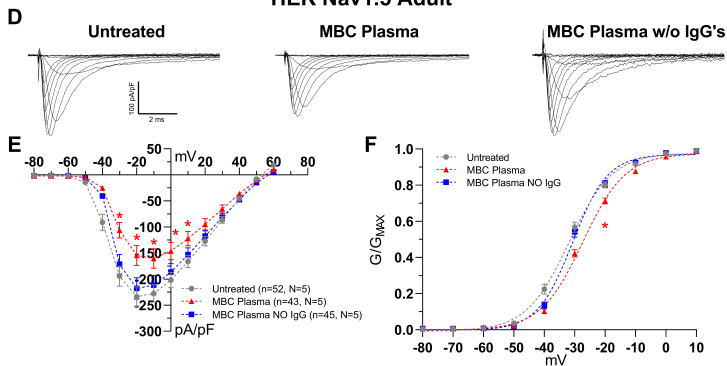 HEK Nav1.5 Adult
D
Untreated
MBC Plasma
MBC Plasma w/o IgG's
100 pA/pF
2 ms
E
50
mV
-80 -60 -40 -20 20 40 60 80
-50
-100
-150
-200
-250
-300
pA/pF
* * * * *
Untreated (n=52, N=5)
MBC Plasma (n=43, N=5)
MBC Plasma NO IgG (n=45, N=5)
F
Untreated
MBC Plasma
MBC Plasma NO IgG
G/GMAX
1.0
0.8
0.6
0.4
0.2
0.0
*
-80 -70 -60 -50 -40 -30 -20 -10 0 10
mV